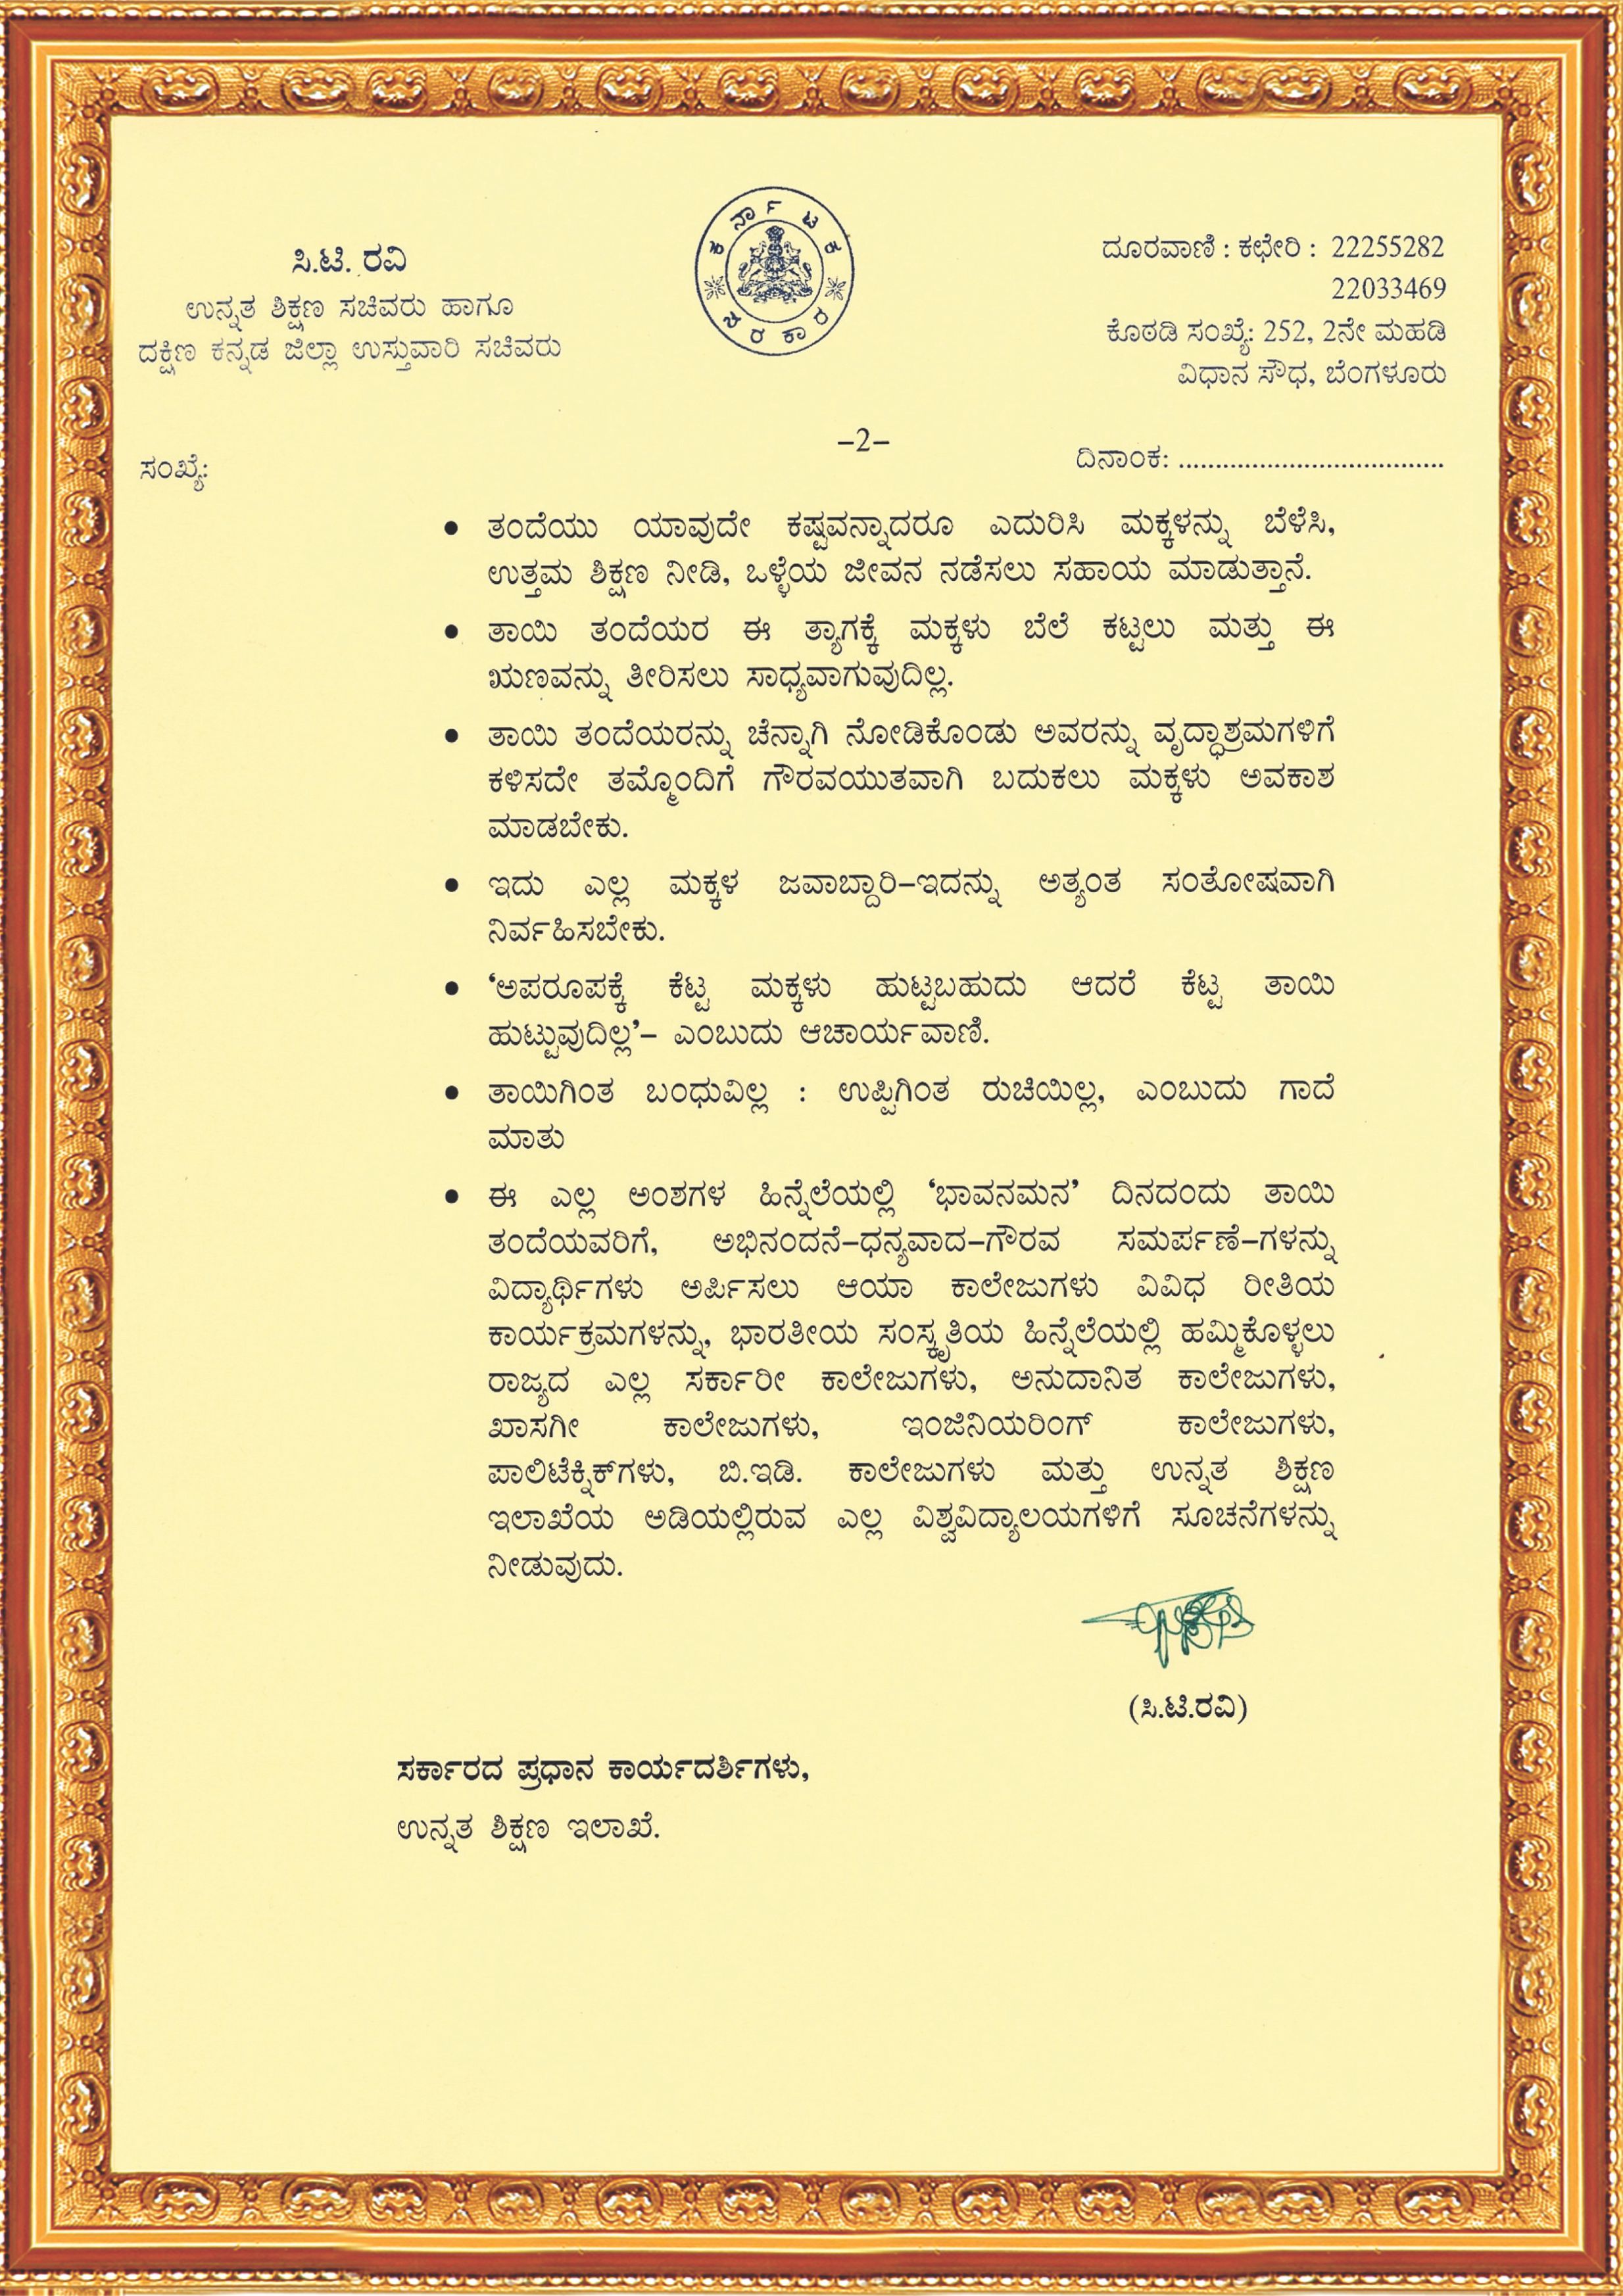 ಸಿ.ಟಿ. ರವಿ
ಉನ್ನತ ಶಿಕ್ಷಣ ಸಚಿವರು ಹಾಗೂ
ದಕ್ಷಿಣ ಕನ್ನಡ ಜಿಲ್ಲಾ ಉಸ್ತುವಾರಿ ಸಚಿವರು
ಕರ್ನಾಟಕ
ಸರಕಾರ
ದೂರವಾಣಿ : ಕಛೇರಿ : 22255282
22033469
ಕೊಠಡಿ ಸಂಖ್ಯೆ: 252, 2ನೇ ಮಹಡಿ
ವಿಧಾನ ಸೌಧ, ಬೆಂಗಳೂರು
–2–
ಸಂಖ್ಯೆ:
ದಿನಾಂಕ: ....................................
• ತಂದೆಯು ಯಾವುದೇ ಕಷ್ಟವನ್ನಾದರೂ ಎದುರಿಸಿ ಮಕ್ಕಳನ್ನು ಬೆಳೆಸಿ,
ಉತ್ತಮ ಶಿಕ್ಷಣ ನೀಡಿ, ಒಳ್ಳೆಯ ಜೀವನ ನಡೆಸಲು ಸಹಾಯ ಮಾಡುತ್ತಾನೆ.
• ತಾಯಿ ತಂದೆಯರ ಈ ತ್ಯಾಗಕ್ಕೆ ಮಕ್ಕಳು ಬೆಲೆ ಕಟ್ಟಲು ಮತ್ತು ಈ
ಋಣವನ್ನು ತೀರಿಸಲು ಸಾಧ್ಯವಾಗುವುದಿಲ್ಲ.
• ತಾಯಿ ತಂದೆಯರನ್ನು ಚೆನ್ನಾಗಿ ನೋಡಿಕೊಂಡು ಅವರನ್ನು ವೃದ್ಧಾಶ್ರಮಗಳಿಗೆ
ಕಳಿಸದೇ ತಮ್ಮೊಂದಿಗೆ ಗೌರವಯುತವಾಗಿ ಬದುಕಲು ಮಕ್ಕಳು ಅವಕಾಶ
ಮಾಡಬೇಕು.
• ಇದು ಎಲ್ಲ ಮಕ್ಕಳ ಜವಾಬ್ದಾರಿ–ಇದನ್ನು ಅತ್ಯಂತ ಸಂತೋಷವಾಗಿ
ನಿರ್ವಹಿಸಬೇಕು.
• ‘ಅಪರೂಪಕ್ಕೆ ಕೆಟ್ಟ ಮಕ್ಕಳು ಹುಟ್ಟಬಹುದು ಆದರೆ ಕೆಟ್ಟ ತಾಯಿ
ಹುಟ್ಟುವುದಿಲ್ಲ’– ಎಂಬುದು ಆಚಾರ್ಯವಾಣಿ.
• ತಾಯಿಗಿಂತ ಬಂಧುವಿಲ್ಲ : ಉಪ್ಪಿಗಿಂತ ರುಚಿಯಿಲ್ಲ, ಎಂಬುದು ಗಾದೆ
ಮಾತು
• ಈ ಎಲ್ಲ ಅಂಶಗಳ ಹಿನ್ನೆಲೆಯಲ್ಲಿ ‘ಭಾವನಮನ’ ದಿನದಂದು ತಾಯಿ
ತಂದೆಯವರಿಗೆ, ಅಭಿನಂದನೆ–ಧನ್ಯವಾದ–ಗೌರವ ಸಮರ್ಪಣೆ–ಗಳನ್ನು
ವಿದ್ಯಾರ್ಥಿಗಳು ಅರ್ಪಿಸಲು ಆಯಾ ಕಾಲೇಜುಗಳು ವಿವಿಧ ರೀತಿಯ
ಕಾರ್ಯಕ್ರಮಗಳನ್ನು, ಭಾರತೀಯ ಸಂಸ್ಕೃತಿಯ ಹಿನ್ನೆಲೆಯಲ್ಲಿ ಹಮ್ಮಿಕೊಳ್ಳಲು
ರಾಜ್ಯದ ಎಲ್ಲ ಸರ್ಕಾರೀ ಕಾಲೇಜುಗಳು, ಅನುದಾನಿತ ಕಾಲೇಜುಗಳು,
ಖಾಸಗೀ ಕಾಲೇಜುಗಳು, ಇಂಜಿನಿಯರಿಂಗ್ ಕಾಲೇಜುಗಳು,
ಪಾಲಿಟೆಕ್ನಿಕ್‌ಗಳು, ಬಿ.ಇಡಿ. ಕಾಲೇಜುಗಳು ಮತ್ತು ಉನ್ನತ ಶಿಕ್ಷಣ
ಇಲಾಖೆಯ ಅಡಿಯಲ್ಲಿರುವ ಎಲ್ಲ ವಿಶ್ವವಿದ್ಯಾಲಯಗಳಿಗೆ ಸೂಚನೆಗಳನ್ನು
ನೀಡುವುದು.
(ಸಿ.ಟಿ.ರವಿ)
ಸರ್ಕಾರದ ಪ್ರಧಾನ ಕಾರ್ಯದರ್ಶಿಗಳು,
ಉನ್ನತ ಶಿಕ್ಷಣ ಇಲಾಖೆ.